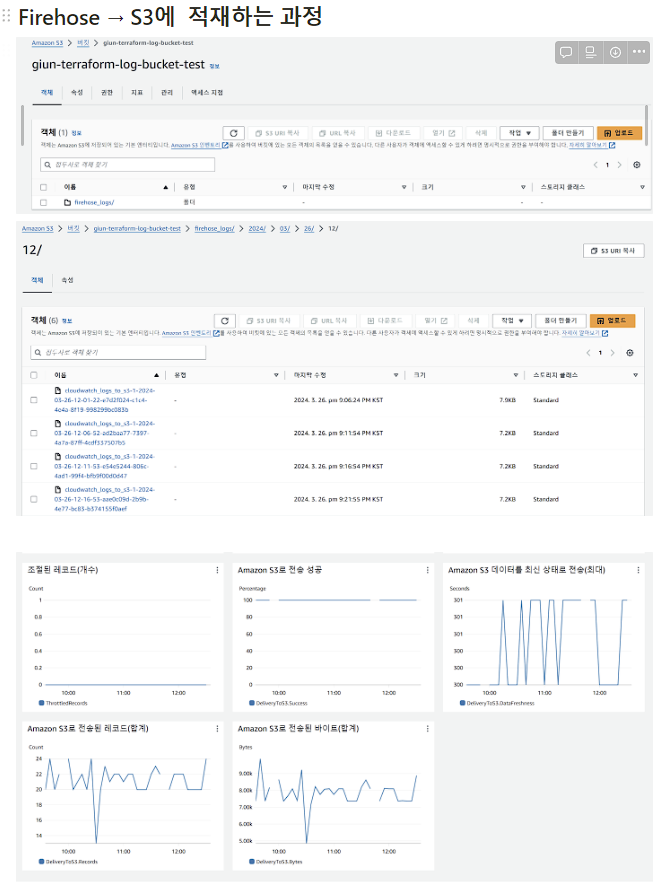 Firehose → S3에 적재하는 과정
Amazon S3 > 버킷 > giun-terraform-log-bucket-test
giun-terraform-log-bucket-test 정보
객체 속성 권한 지표 관리 액세스 지점
객체 (1) 정보
S3 URI 복사 URL 복사 다운로드 열기 삭제 작업 폴더 만들기 업로드
객체는 Amazon S3에 저장되어 있는 기본 엔터티입니다. Amazon S3 인벤토리를 사용하여 버킷에 있는 모든 객체의 목록을 얻을 수 있습니다. 다른 사용자가 객체에 액세스할 수 있게 하려면 명시적으로 권한을 부여해야 합니다. 자세히 알아보기
접두사로 객체 찾기
1
이름 유형 마지막 수정 크기 스토리지 클래스
firehose_logs/ 폴더 - - -
Amazon S3 > 버킷 > giun-terraform-log-bucket-test > firehose_logs/ > 2024/ > 03/ > 26/ > 12/
12/
S3 URI 복사
객체 속성
객체 (6) 정보
S3 URI 복사 URL 복사 다운로드 열기 삭제 작업 폴더 만들기 업로드
객체는 Amazon S3에 저장되어 있는 기본 엔터티입니다. Amazon S3 인벤토리를 사용하여 버킷에 있는 모든 객체의 목록을 얻을 수 있습니다. 다른 사용자가 객체에 액세스할 수 있게 하려면 명시적으로 권한을 부여해야 합니다. 자세히 알아보기
접두사로 객체 찾기
1
이름 유형 마지막 수정 크기 스토리지 클래스
cloudwatch_logs_to_s3-1-2024-
03-26-12-01-22-e7d2f024-c1c4-
4e4a-8f19-998299bc083b
- 2024. 3. 26. pm 9:06:24 PM KST 7.9KB Standard
cloudwatch_logs_to_s3-1-2024-
03-26-12-06-52-ad2baa77-7397-
4a7a-87ff-4cdf337507b5
- 2024. 3. 26. pm 9:11:54 PM KST 7.2KB Standard
cloudwatch_logs_to_s3-1-2024-
03-26-12-11-53-e54e5244-806c-
4ad1-99f4-bfb9f00d0d47
- 2024. 3. 26. pm 9:16:54 PM KST 7.2KB Standard
cloudwatch_logs_to_s3-1-2024-
03-26-12-16-53-aae0c09d-2b9b-
4e77-bc83-b374155f0aef
- 2024. 3. 26. pm 9:21:55 PM KST 7.2KB Standard
조절된 레코드(개수)
Count
1
0.8
0.6
0.4
0.2
0
10:00 11:00 12:00
ThrottledRecords
Amazon S3로 전송 성공
Percentage
100
80
60
40
20
0
10:00 11:00 12:00
DeliveryToS3.Success
Amazon S3 데이터를 최신 상태로 전송(최대)
Seconds
301
301
301
300
300
300
10:00 11:00 12:00
DeliveryToS3.DataFreshness
Amazon S3로 전송된 레코드(합계)
Count
24
22
20
18
16
14
10:00 11:00 12:00
DeliveryToS3.Records
Amazon S3로 전송된 바이트(합계)
Bytes
9.00k
8.00k
7.00k
6.00k
5.00k
10:00 11:00 12:00
DeliveryToS3.Bytes